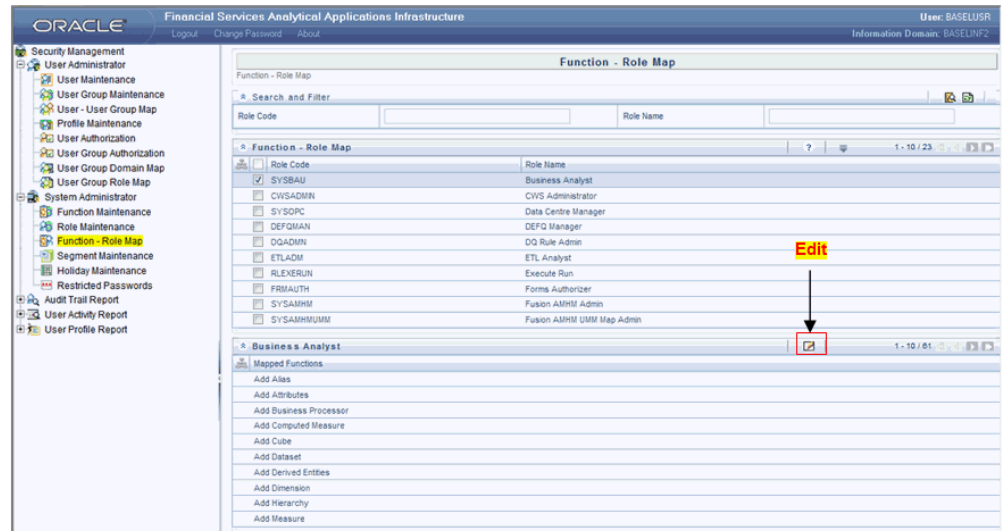 ORACLE
Financial Services Analytical Applications Infrastructure
User: BASELUSR
Logout Change Password About
Information Domain: BASELINF2
Security Management
User Administrator
User Maintenance
User Group Maintenance
User - User Group Map
Profile Maintenance
User Authorization
User Group Authorization
User Group Domain Map
User Group Role Map
System Administrator
Function Maintenance
Role Maintenance
Function - Role Map
Segment Maintenance
Holiday Maintenance
Restricted Passwords
Audit Trail Report
User Activity Report
User Profile Report
Function - Role Map
Function - Role Map
Search and Filter
Role Code
Role Name
Function - Role Map
? 1 - 10 / 23
Role Code Role Name
SYSBAU Business Analyst
CWSADMIN CWS Administrator
SYSOPC Data Centre Manager
DEFQMAN DEFQ Manager
DQADMN DQ Rule Admin
ETLADM ETL Analyst
RLEXERUN Execute Run
FRMAUTH Forms Authorizer
SYSAMHM Fusion AMHM Admin
SYSAMHMUMM Fusion AMHM UMM Map Admin
Edit
Business Analyst
1 - 10 / 61
Mapped Functions
Add Alias
Add Attributes
Add Business Processor
Add Computed Measure
Add Cube
Add Dataset
Add Derived Entities
Add Dimension
Add Hierarchy
Add Measure